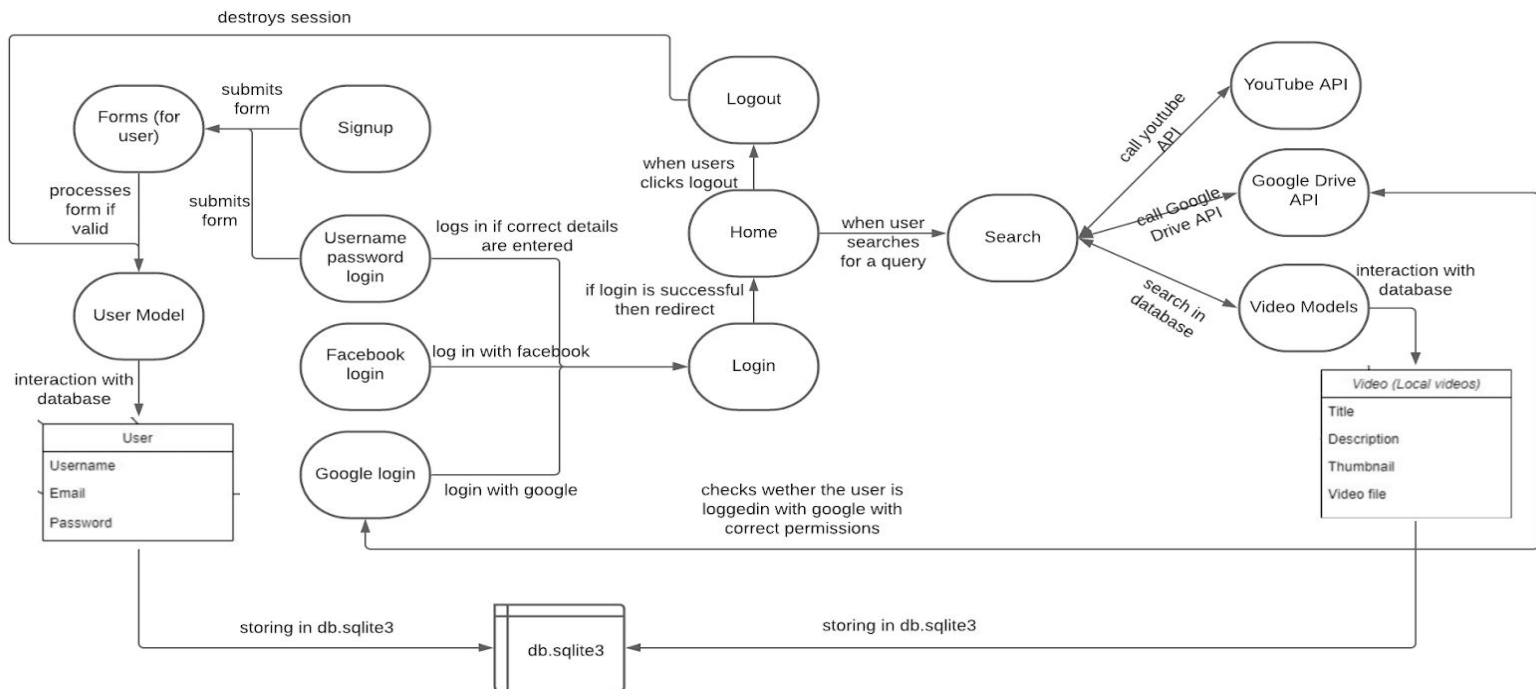 destroys session
submits
form
Forms (for
user)
Signup
Logout
YouTube API
call youtube
API
processes
form if
valid
submits
form
when users
clicks logout
Google Drive
API
call Google
Drive API
Username
password
login
logs in if correct details
are entered
Home
when user
searches
for a query
Search
User Model
if login is successful
then redirect
search in
database
Video Models
interaction with
database
Facebook
login
log in with facebook
Login
interaction with
database
User
Username
Email
Password
Google login
login with google
Video (Local videos)
Title
Description
Thumbnail
Video file
checks wether the user is
loggedin with google with
correct permissions
storing in db.sqlite3
db.sqlite3
storing in db.sqlite3